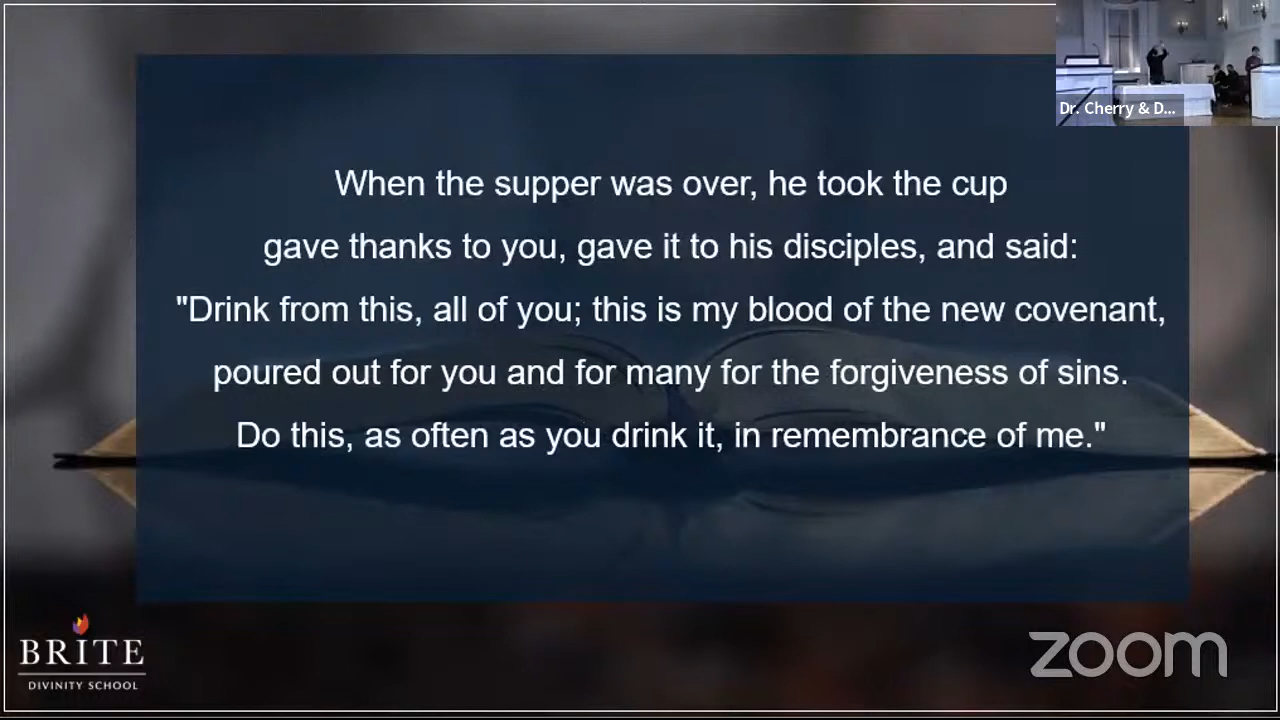 Dr. Cherry & D...
When the supper was over, he took the cup
gave thanks to you, gave it to his disciples, and said:
"Drink from this, all of you; this is my blood of the new covenant,
poured out for you and for many for the forgiveness of sins.
Do this, as often as you drink it, in remembrance of me."
BRITE
DIVINITY SCHOOL
zoom